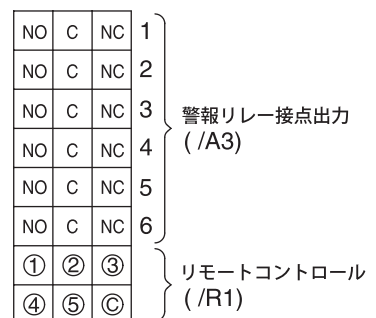 NO C NC 1
NO C NC 2
NO C NC 3
NO C NC 4
NO C NC 5
NO C NC 6
警報リレー接点出力
( /A3)
① ② ③
④ ⑤ Ⓒ
リモートコントロール
( /R1)